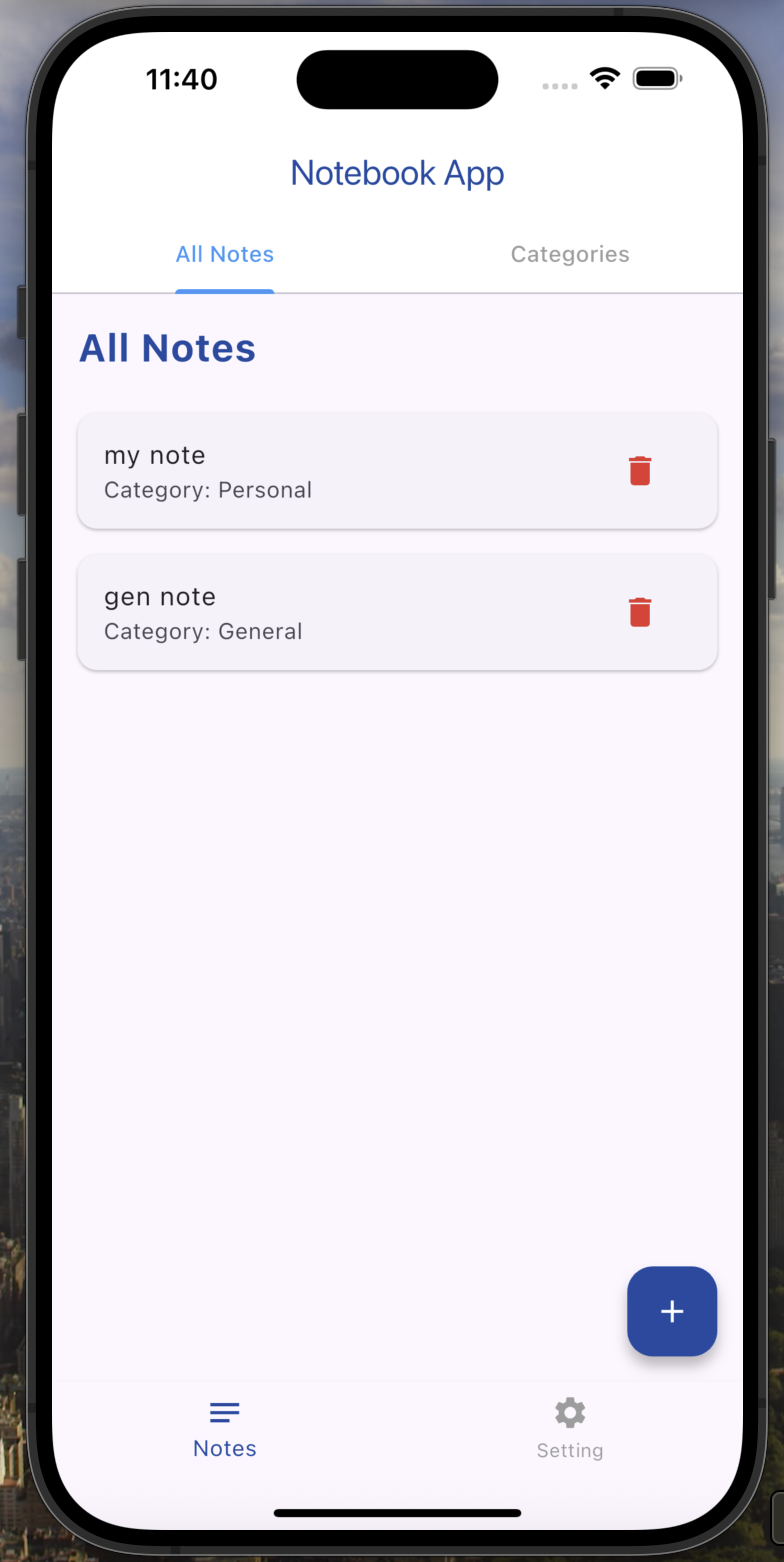 11:40
Notebook App
All Notes
Categories
All Notes
my note
Category: Personal
gen note
Category: General
+
Notes
Setting